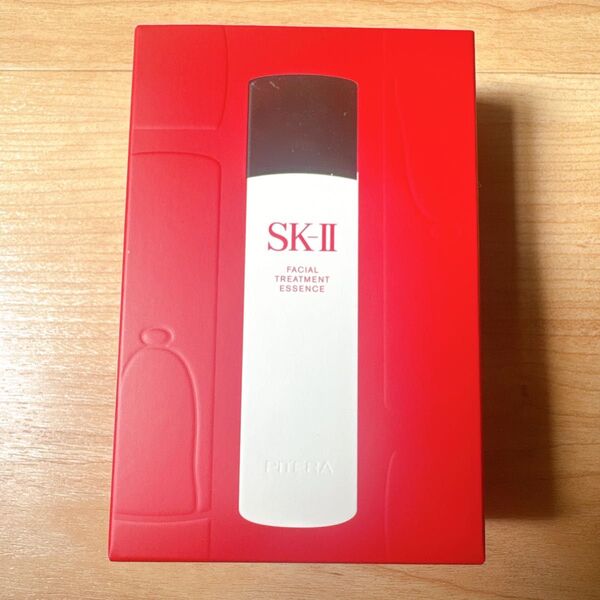 SK-II
FACIAL
TREATMENT
ESSENCE
PITERA